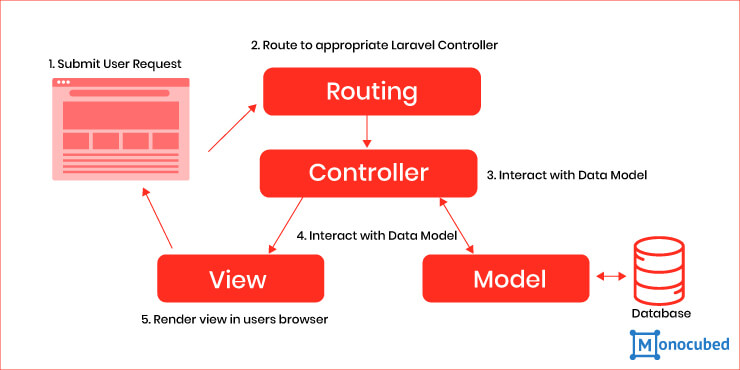 2. Route to appropriate Laravel Controller
1. Submit User Request
Routing
Controller
3. Interact with Data Model
4. Interact with Data Model
View
Model
5. Render view in users browser
Database
Monocubed